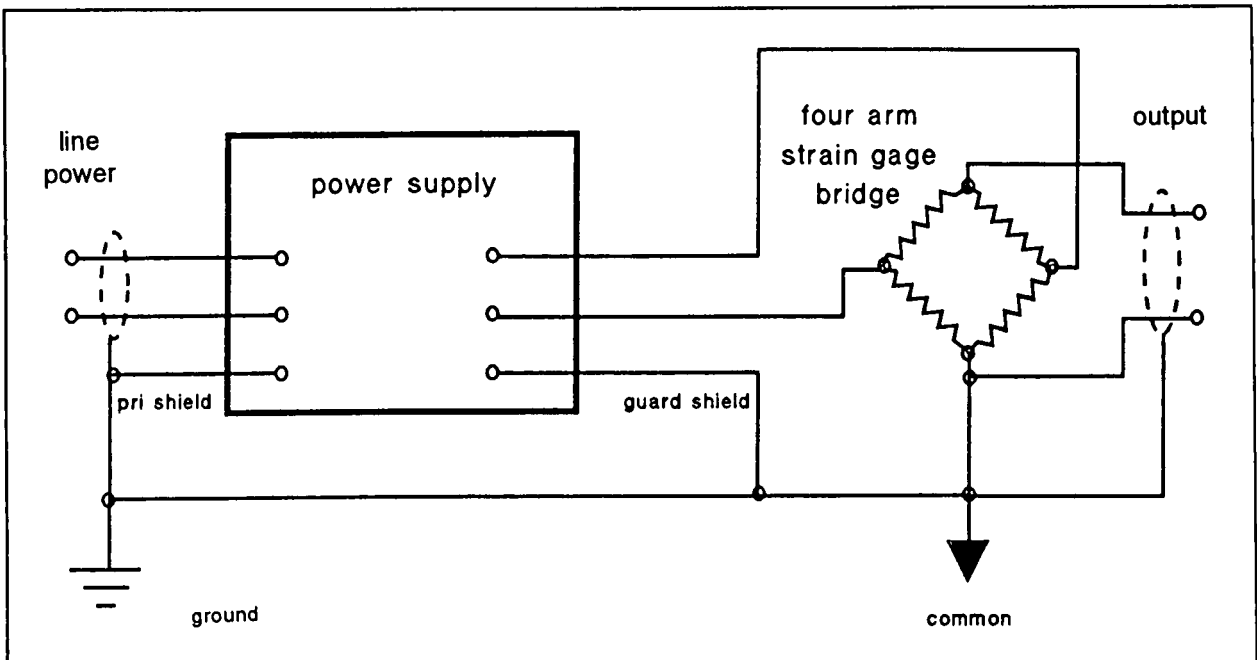 line
power
power supply
four arm
strain gage
bridge
output
pri shield
guard shield
ground
common